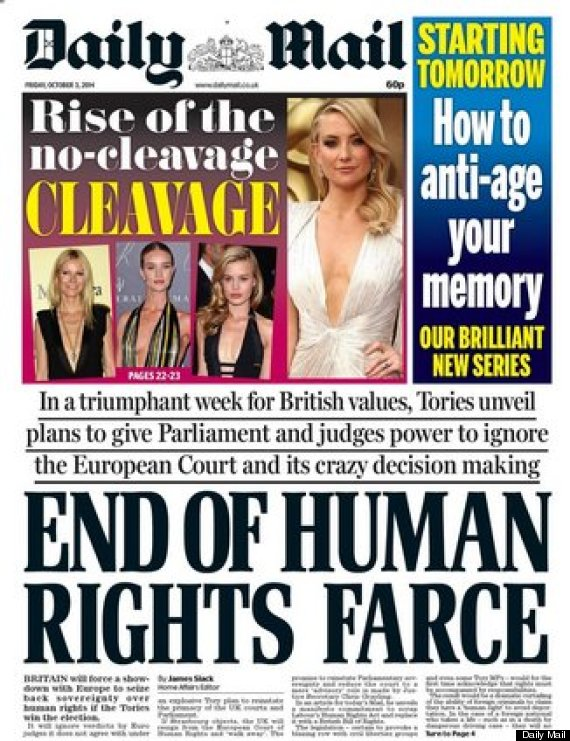 Daily Mail
FRIDAY, OCTOBER 3, 2014
www.dailymail.co.uk
60p
Rise of the
no-cleavage
CLEAVAGE
PAGES 22-23
STARTING
TOMORROW
How to
anti-age
your
memory
OUR BRILLIANT
NEW SERIES
In a triumphant week for British values, Tories unveil
plans to give Parliament and judges power to ignore
the European Court and its crazy decision making
END OF HUMAN
RIGHTS FARCE
BRITAIN will force a show-
down with Europe to seize
back sovereignty over
human rights if the Tories
win the election.
It will ignore verdicts by Euro
judges it does not agree with under
By James Slack
Home Affairs Editor
an explosive Tory plan to reinstate
the primacy of the UK courts and
Parliament.
If Strasbourg objects, the UK will
resign from the European Court of
Human Rights and 'walk away'. The
promise to reinstate Parliamentary sov-
ereignty and reduce the court to a
mere 'advisory' role is made by Jus-
tice Secretary Chris Grayling.
In an article for today's Mail, he unveils
a manifesto commitment to scrap
Labour's Human Rights Act and replace
it with a British Bill of Rights.
The legislation – certain to provoke a
blazing row with civil liberties groups
and even some Tory MPs – would for the
first time acknowledge that rights must
be accompanied by responsibilities.
The result would be a dramatic curtailing
of the ability of foreign criminals to claim
they have a 'human right' to avoid depor-
tation. In the case of a foreign national
who takes a life – such as in a death by
dangerous driving case – there will no
Turn to Page 4
Daily Mail